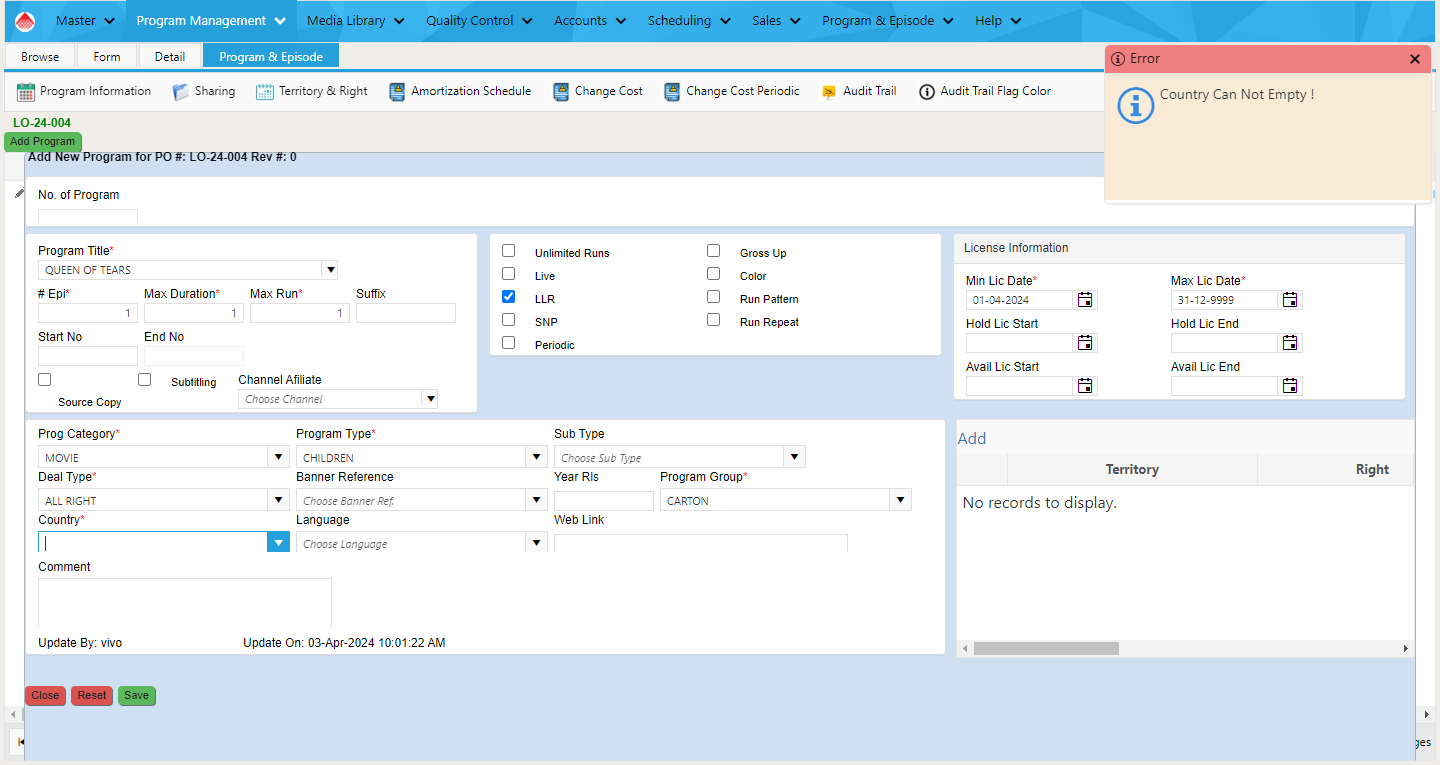 Master Program Management Media Library Quality Control Accounts Scheduling Sales Program & Episode Help
Browse Form Detail Program & Episode
Program Information Sharing Territory & Right Amortization Schedule Change Cost Change Cost Periodic Audit Trail Audit Trail Flag Color
Error
Country Can Not Empty !
LO-24-004
Add Program
Add New Program for PO #: LO-24-004 Rev #: 0
No. of Program
Program Title*
QUEEN OF TEARS
# Epi* Max Duration* Max Run* Suffix
1 1 1
Start No End No
Source Copy
Subtitling
Channel Afiliate
Choose Channel
Unlimited Runs Gross Up
Live Color
LLR Run Pattern
SNP Run Repeat
Periodic
License Information
Min Lic Date* Max Lic Date*
01-04-2024 31-12-9999
Hold Lic Start Hold Lic End
Avail Lic Start Avail Lic End
Prog Category* Program Type* Sub Type
MOVIE CHILDREN Choose Sub Type
Deal Type* Banner Reference Year Rls Program Group*
ALL RIGHT Choose Banner Ref. CARTON
Country* Language Web Link
Choose Language
Comment
Update By: vivo Update On: 03-Apr-2024 10:01:22 AM
Add
Territory Right
No records to display.
Close Reset Save
ges